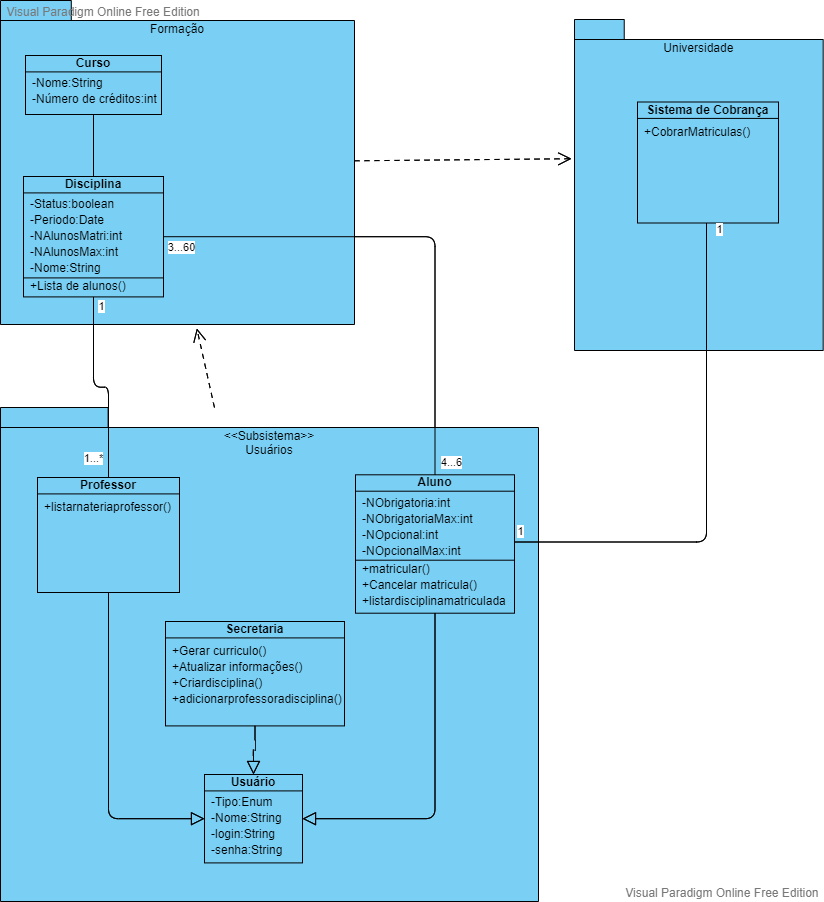 Visual Paradigm Online Free Edition
Formação
Curso
-Nome:String
-Número de créditos:int
Disciplina
-Status:boolean
-Periodo:Date
-NAlunosMatri:int
-NAlunosMax:int
-Nome:String
+Lista de alunos()
3...60
1
Universidade
Sistema de Cobrança
+CobrarMatriculas()
1
<<Subsistema>>
Usuários
1...*
Professor
+listarnateriaprofessor()
4...6
Aluno
-NObrigatoria:int
-NObrigatoriaMax:int
-NOpcional:int
-NOpcionalMax:int
+matricular()
+Cancelar matricula()
+listardisciplinamatriculada
1
Secretaria
+Gerar curriculo()
+Atualizar informações()
+Criardisciplina()
+adicionarprofessoradisciplina()
Usuário
-Tipo:Enum
-Nome:String
-login:String
-senha:String
Visual Paradigm Online Free Edition